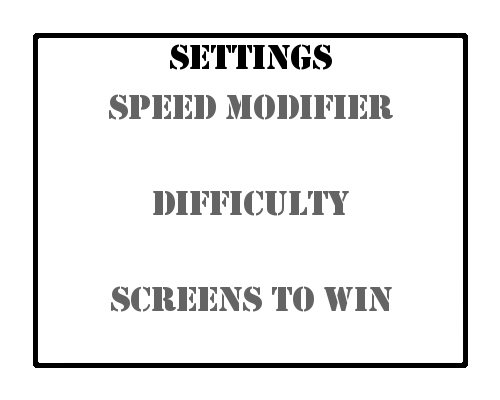 SETTINGS
SPEED MODIFIER
DIFFICULTY
SCREENS TO WIN